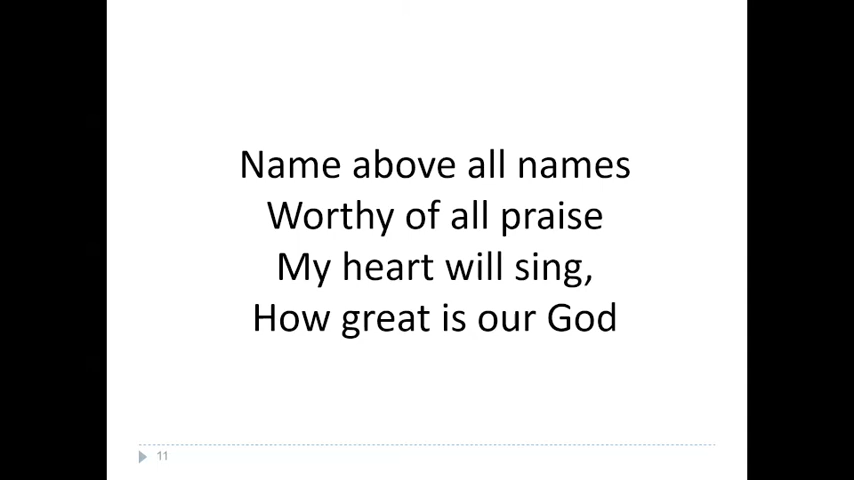 Name above all names
Worthy of all praise
My heart will sing,
How great is our God
11